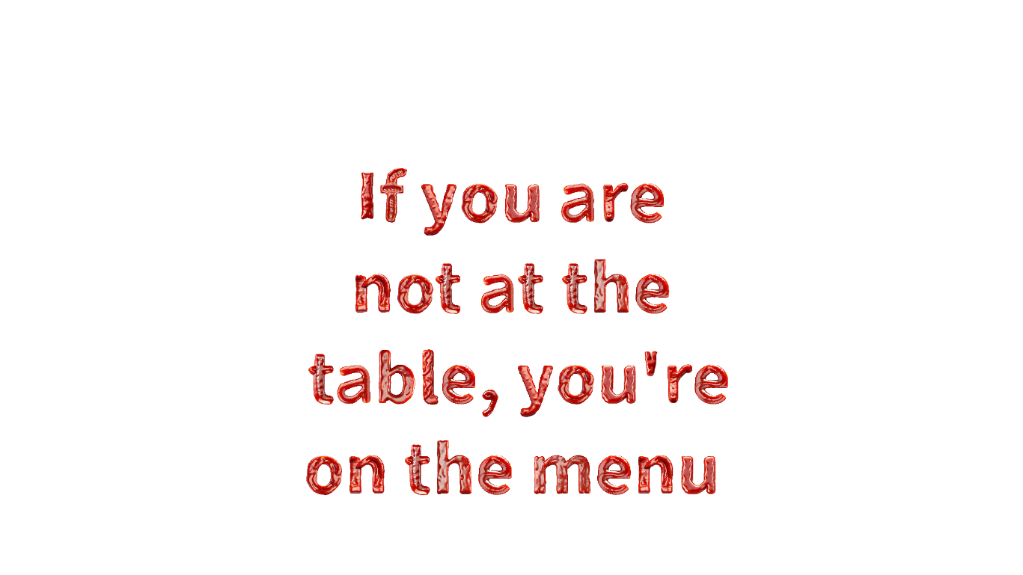 If you are
not at the
table, you're
on the menu